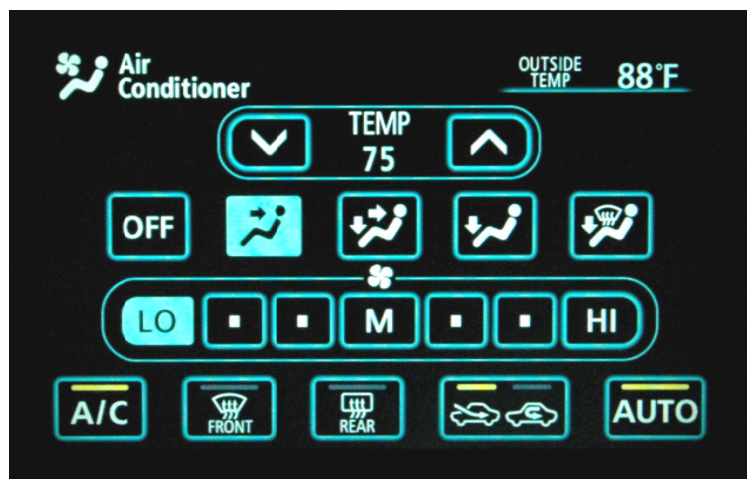 Air
Conditioner
OUTSIDE
TEMP
88°F
TEMP
75
OFF
LO
M
HI
A/C
FRONT
REAR
AUTO